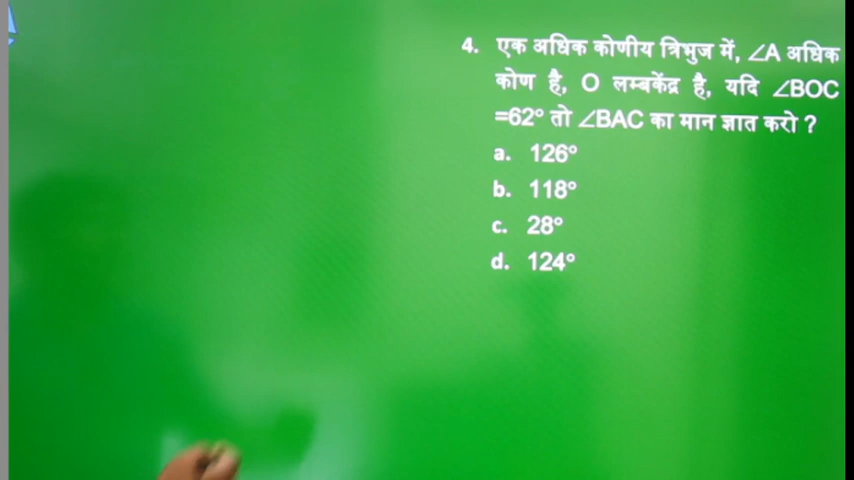 4. एक अधिक कोणीय त्रिभुज में, ∠A अधिक
कोण है, O लम्बकेंद्र है, यदि ∠BOC
=62° तो ∠BAC का मान ज्ञात करो ?
a. 126°
b. 118°
c. 28°
d. 124°